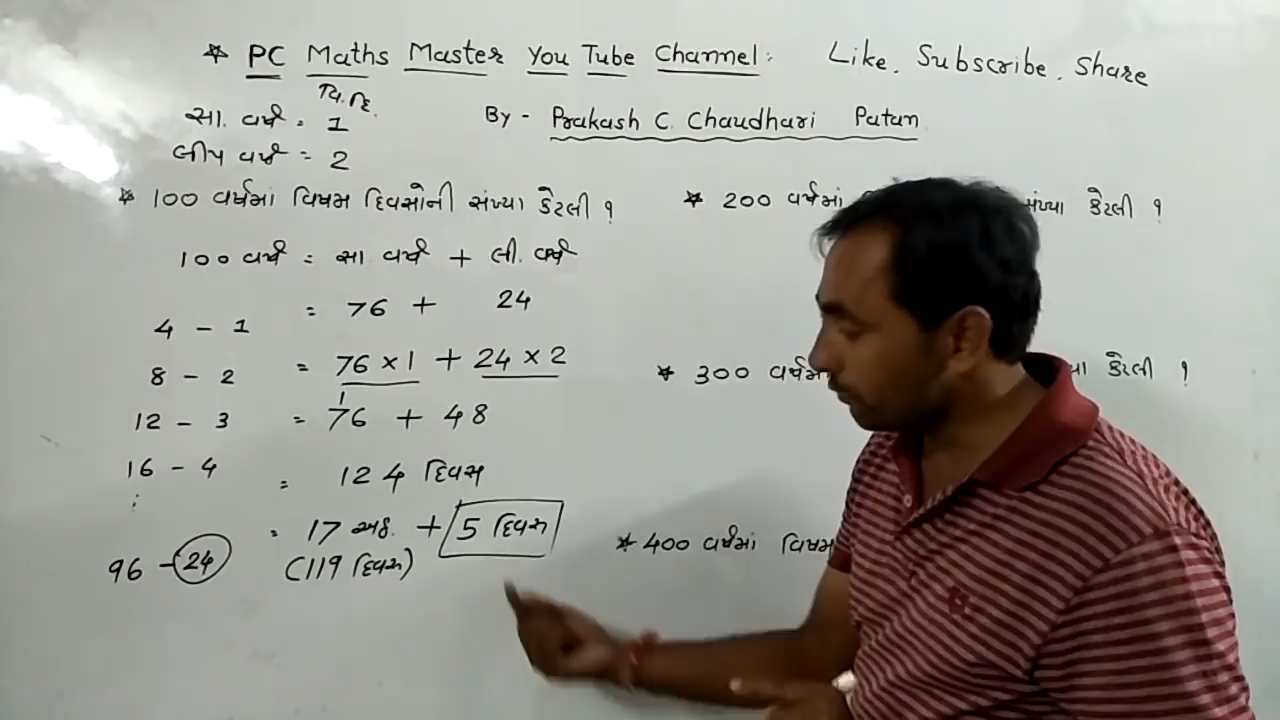 * PC Maths Master You Tube Channel : Like. Subscribe. Share
વિ. દિ.
સા. વર્ષ = 1
By - Prakash C. Chaudhari Patan
લીપ વર્ષ = 2
* 100 વર્ષમાં વિષમ દિવસોની સંખ્યા કેટલી ?
100 વર્ષ = સા. વર્ષ + લી. વર્ષ
= 76 + 24
= 76 × 1 + 24 × 2
1
= 76 + 48
= 124 દિવસ
= 17 અઠ. + 5 દિવસ
(119 દિવસ)
4 - 1
8 - 2
12 - 3
16 - 4
⋮
96 - 24
* 200 વર્ષમાં સંખ્યા કેટલી ?
* 300 વર્ષમાં કેટલી ?
* 400 વર્ષમાં વિષમ